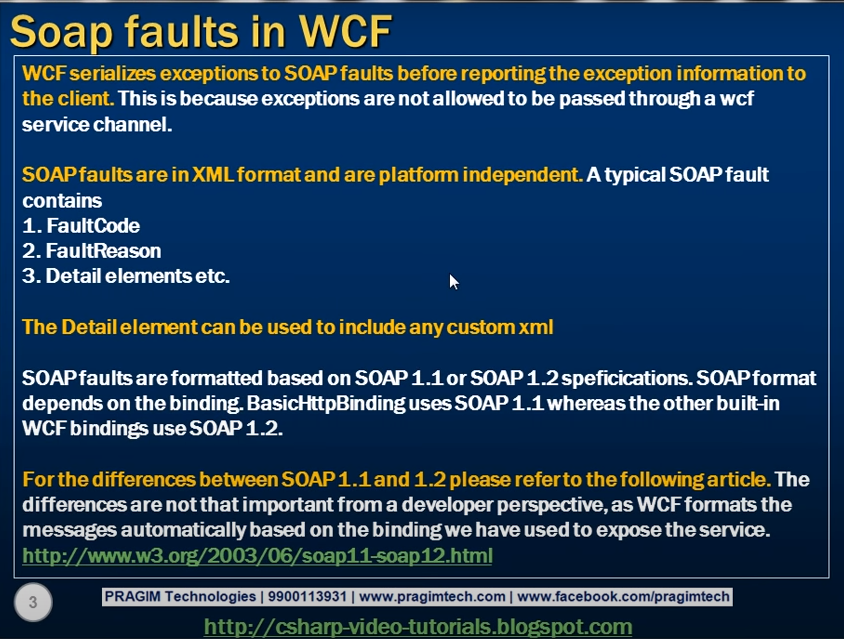 Soap faults in WCF
WCF serializes exceptions to SOAP faults before reporting the exception information to
the client. This is because exceptions are not allowed to be passed through a wcf
service channel.
SOAP faults are in XML format and are platform independent. A typical SOAP fault
contains
1. FaultCode
2. FaultReason
3. Detail elements etc.
The Detail element can be used to include any custom xml
SOAP faults are formatted based on SOAP 1.1 or SOAP 1.2 speficications. SOAP format
depends on the binding. BasicHttpBinding uses SOAP 1.1 whereas the other built-in
WCF bindings use SOAP 1.2.
For the differences between SOAP 1.1 and 1.2 please refer to the following article. The
differences are not that important from a developer perspective, as WCF formats the
messages automatically based on the binding we have used to expose the service.
http://www.w3.org/2003/06/soap11-soap12.html
3
PRAGIM Technologies | 9900113931 | www.pragimtech.com | www.facebook.com/pragimtech
http://csharp-video-tutorials.blogspot.com